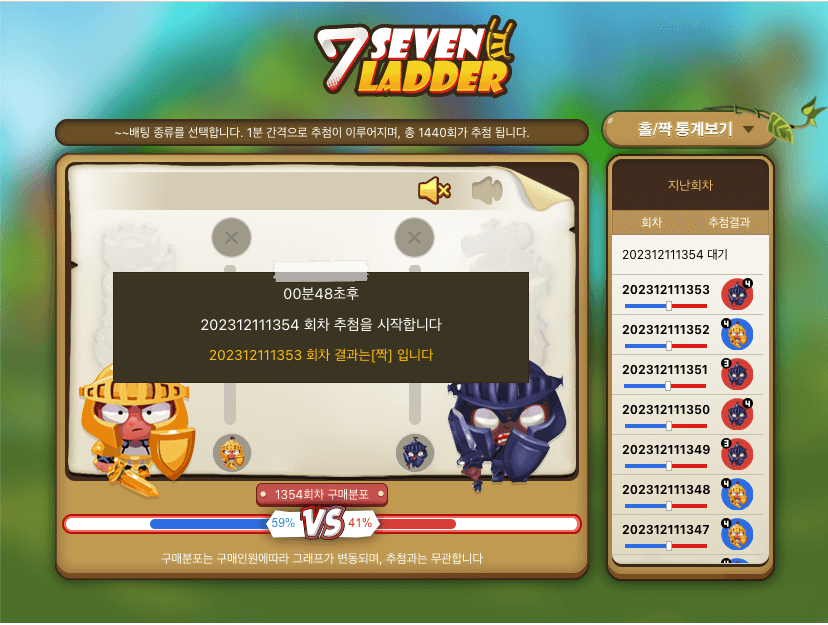 7 SEVEN
LADDER
~~배팅 종류를 선택합니다. 1분 간격으로 추첨이 이루어지며, 총 1440회가 추첨 됩니다.
홀/짝 통계보기
00분48초후
202312111354 회차 추첨을 시작합니다
202312111353 회차 결과는[짝] 입니다
1354회차 구매분포
59% VS 41%
구매분포는 구매인원에따라 그래프가 변동되며, 추첨과는 무관합니다
지난회차
회차 추첨결과
202312111354 대기
202312111353 4
202312111352 4
202312111351 3
202312111350 4
202312111349 3
202312111348 4
202312111347 4